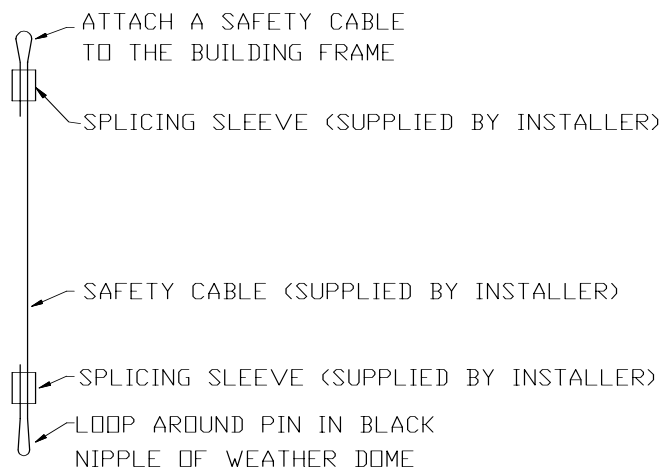 ATTACH A SAFETY CABLE
TO THE BUILDING FRAME
SPLICING SLEEVE (SUPPLIED BY INSTALLER)
SAFETY CABLE (SUPPLIED BY INSTALLER)
SPLICING SLEEVE (SUPPLIED BY INSTALLER)
LOOP AROUND PIN IN BLACK
NIPPLE OF WEATHER DOME